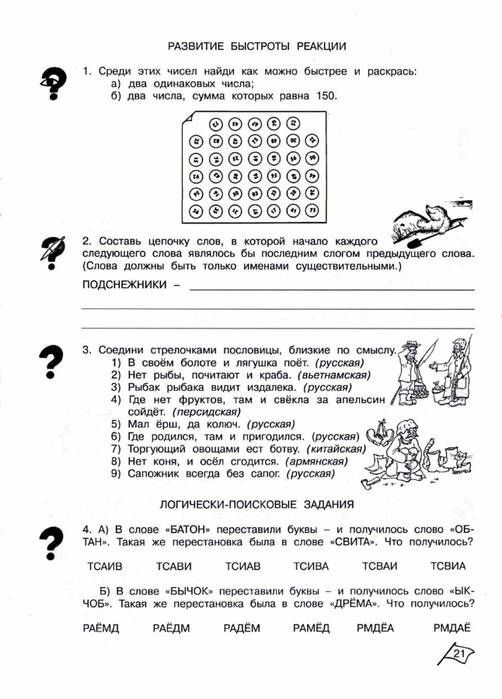 РАЗВИТИЕ БЫСТРОТЫ РЕАКЦИИ
1. Среди этих чисел найди как можно быстрее и раскрась:
а) два одинаковых числа;
б) два числа, сумма которых равна 150.
2. Составь цепочку слов, в которой начало каждого
следующего слова являлось бы последним слогом предыдущего слова.
(Слова должны быть только именами существительными.)
ПОДСНЕЖНИКИ –
3. Соедини стрелочками пословицы, близкие по смыслу.
1) В своём болоте и лягушка поёт. (русская)
2) Нет рыбы, почитают и краба. (вьетнамская)
3) Рыбак рыбака видит издалека. (русская)
4) Где нет фруктов, там и свёкла за апельсин
сойдёт. (персидская)
5) Мал ёрш, да колюч. (русская)
6) Где родился, там и пригодился. (русская)
7) Торгующий овощами ест ботву. (китайская)
8) Нет коня, и осёл сгодится. (армянская)
9) Сапожник всегда без сапог. (русская)
ЛОГИЧЕСКИ-ПОИСКОВЫЕ ЗАДАНИЯ
4. А) В слове «БАТОН» переставили буквы – и получилось слово «ОБ-
ТАН». Такая же перестановка была в слове «СВИТА». Что получилось?
ТСАИВ ТСАВИ ТСИАВ ТСИВА ТСВАИ ТСВИА
Б) В слове «БЫЧОК» переставили буквы – и получилось слово «ЫК-
ЧОБ». Такая же перестановка была в слове «ДРЁМА». Что получилось?
РАЁМД РАЁДМ РАДЁМ РАМЁД РМДЁА РМДАЁ
21